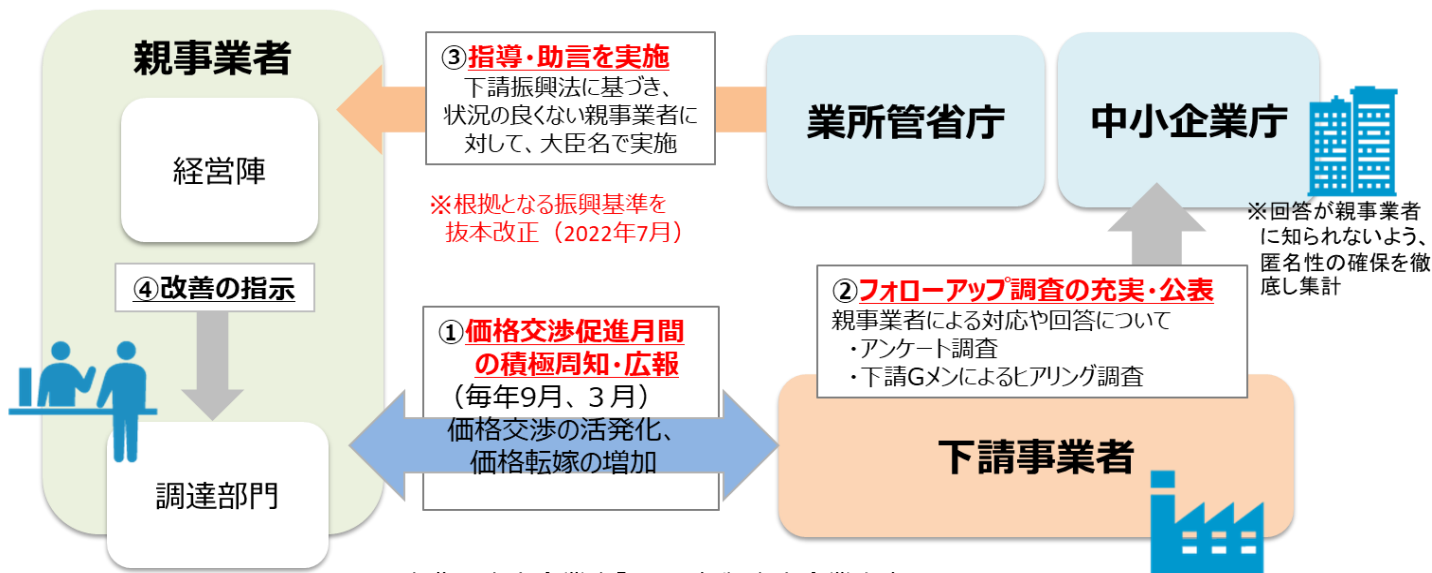 親事業者
経営陣
④改善の指示
調達部門
③指導・助言を実施
下請振興法に基づき、
状況の良くない親事業者に
対して、大臣名で実施
※根拠となる振興基準を
抜本改正（2022年7月）
①価格交渉促進月間
の積極周知・広報
（毎年9月、３月）
価格交渉の活発化、
価格転嫁の増加
業所管省庁
中小企業庁
※回答が親事業者
に知られないよう、
匿名性の確保を徹
底し集計
②フォローアップ調査の充実・公表
親事業者による対応や回答について
・アンケート調査
・下請Gメンによるヒアリング調査
下請事業者